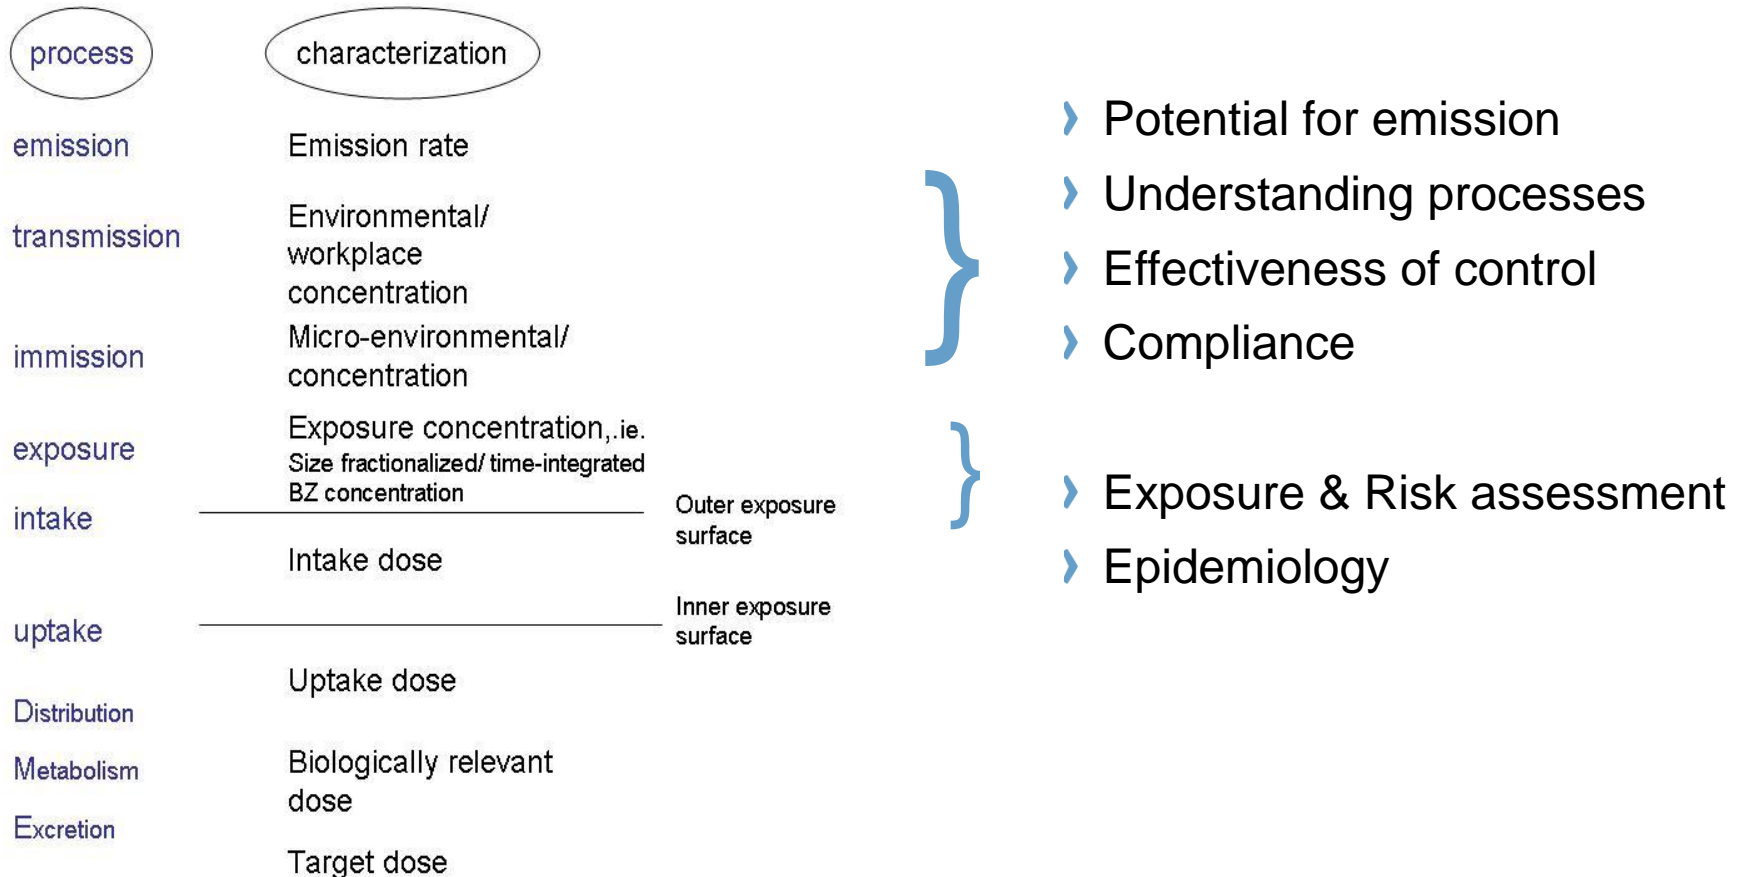 process characterization
emission Emission rate
transmission Environmental/
workplace
concentration
immission Micro-environmental/
concentration
exposure Exposure concentration,.ie.
Size fractionalized/ time-integrated
BZ concentration
intake
Outer exposure
surface
Intake dose
Inner exposure
surface
uptake
Uptake dose
Distribution
Metabolism Biologically relevant
dose
Excretion
Target dose
› Potential for emission
› Understanding processes
› Effectiveness of control
› Compliance
› Exposure & Risk assessment
› Epidemiology